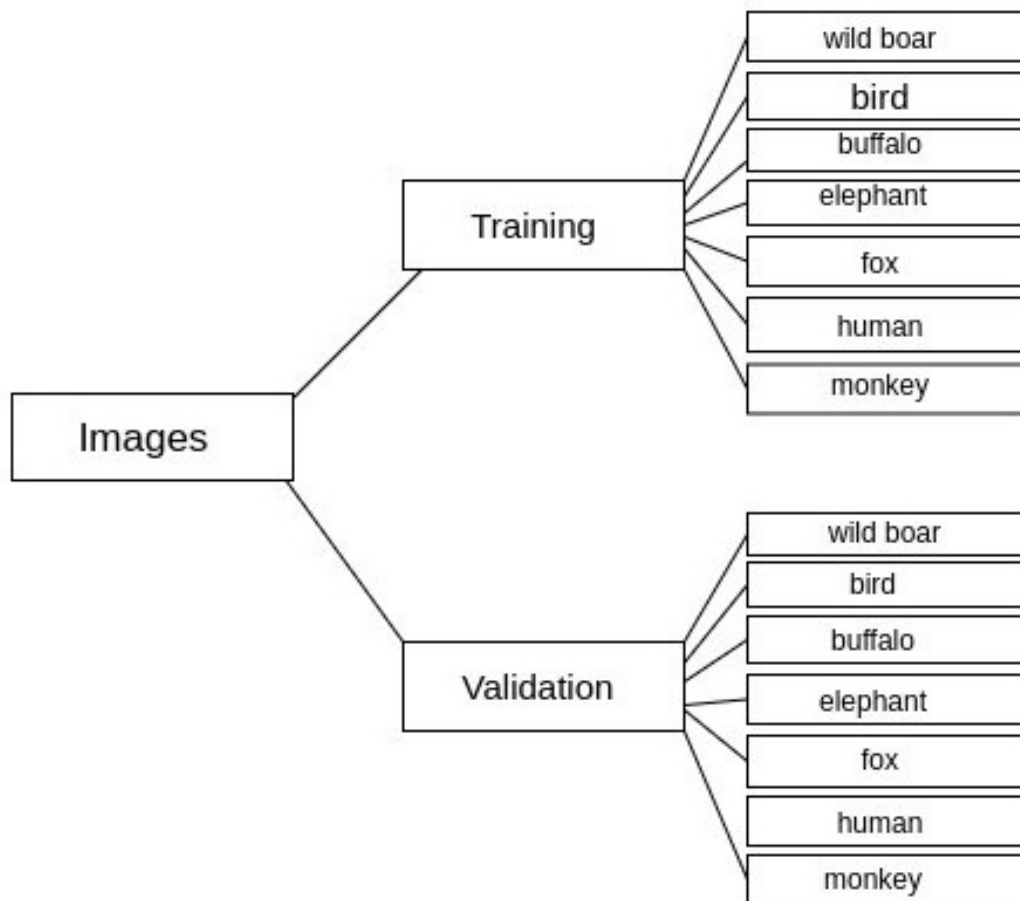 Images
Training
wild boar
bird
buffalo
elephant
fox
human
monkey
Validation
wild boar
bird
buffalo
elephant
fox
human
monkey